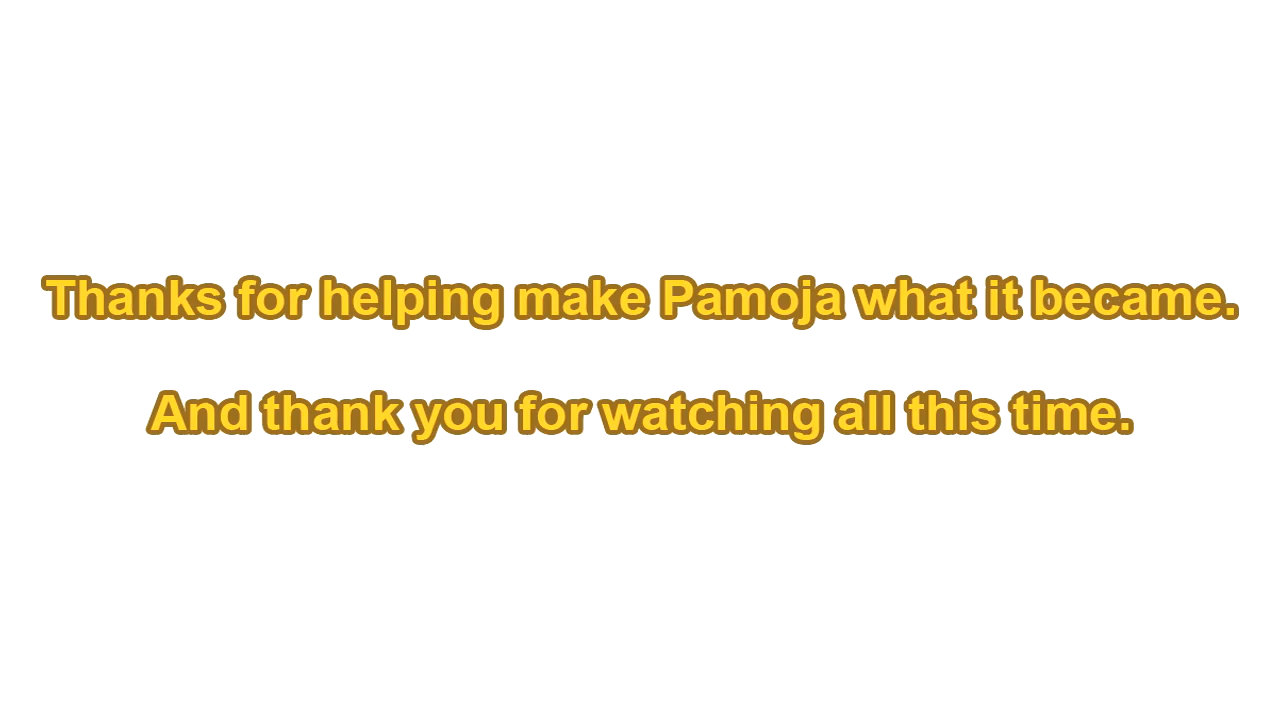 Thanks for helping make Pamoja what it became.
And thank you for watching all this time.